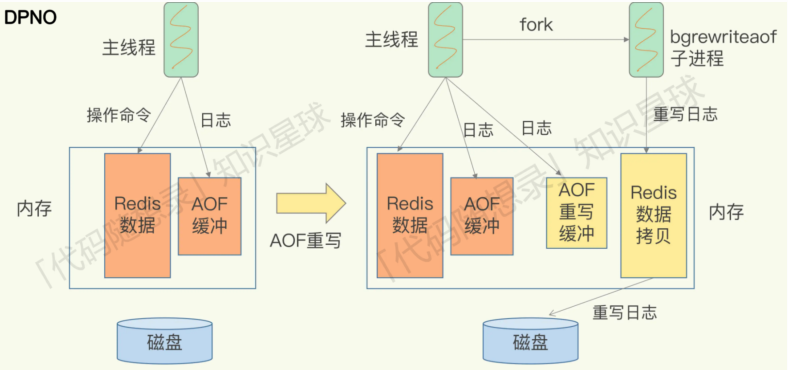 DPNO
主线程
操作命令
日志
内存
Redis
数据
AOF
缓冲
磁盘
AOF重写
主线程
fork
bgrewriteaof
子进程
操作命令
日志
日志
重写日志
Redis
数据
AOF
缓冲
AOF
重写
缓冲
Redis
数据
拷贝
内存
重写日志
磁盘
「代码随想录」知识星球
「代码随想录」知识星球